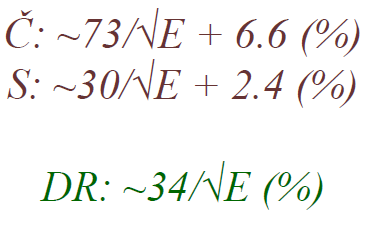 Č: ~73/√E + 6.6 (%)
S: ~30/√E + 2.4 (%)
DR: ~34/√E (%)